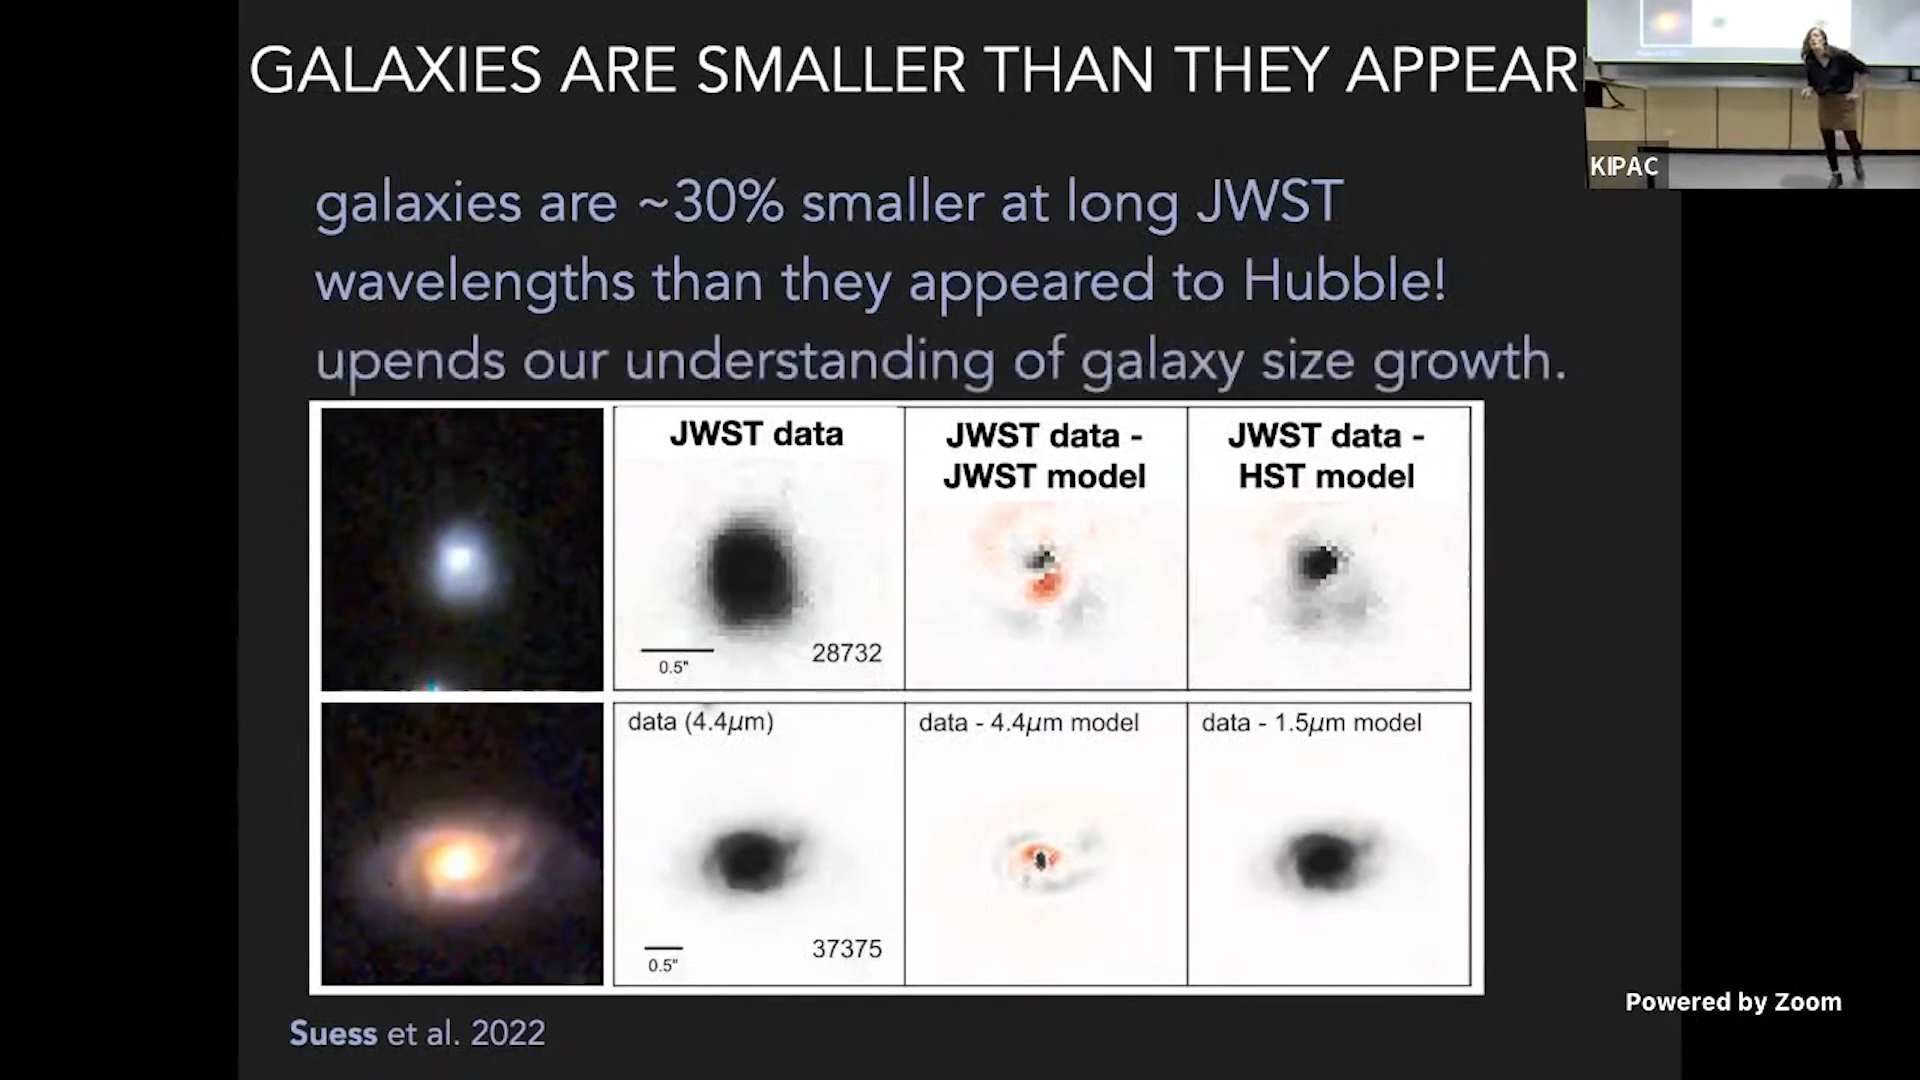 GALAXIES ARE SMALLER THAN THEY APPEAR
KIPAC
galaxies are ~30% smaller at long JWST
wavelengths than they appeared to Hubble!
upends our understanding of galaxy size growth.
JWST data
JWST data -
JWST model
JWST data -
HST model
0.5"
28732
data (4.4μm)
data - 4.4μm model
data - 1.5μm model
0.5"
37375
Suess et al. 2022
Powered by Zoom